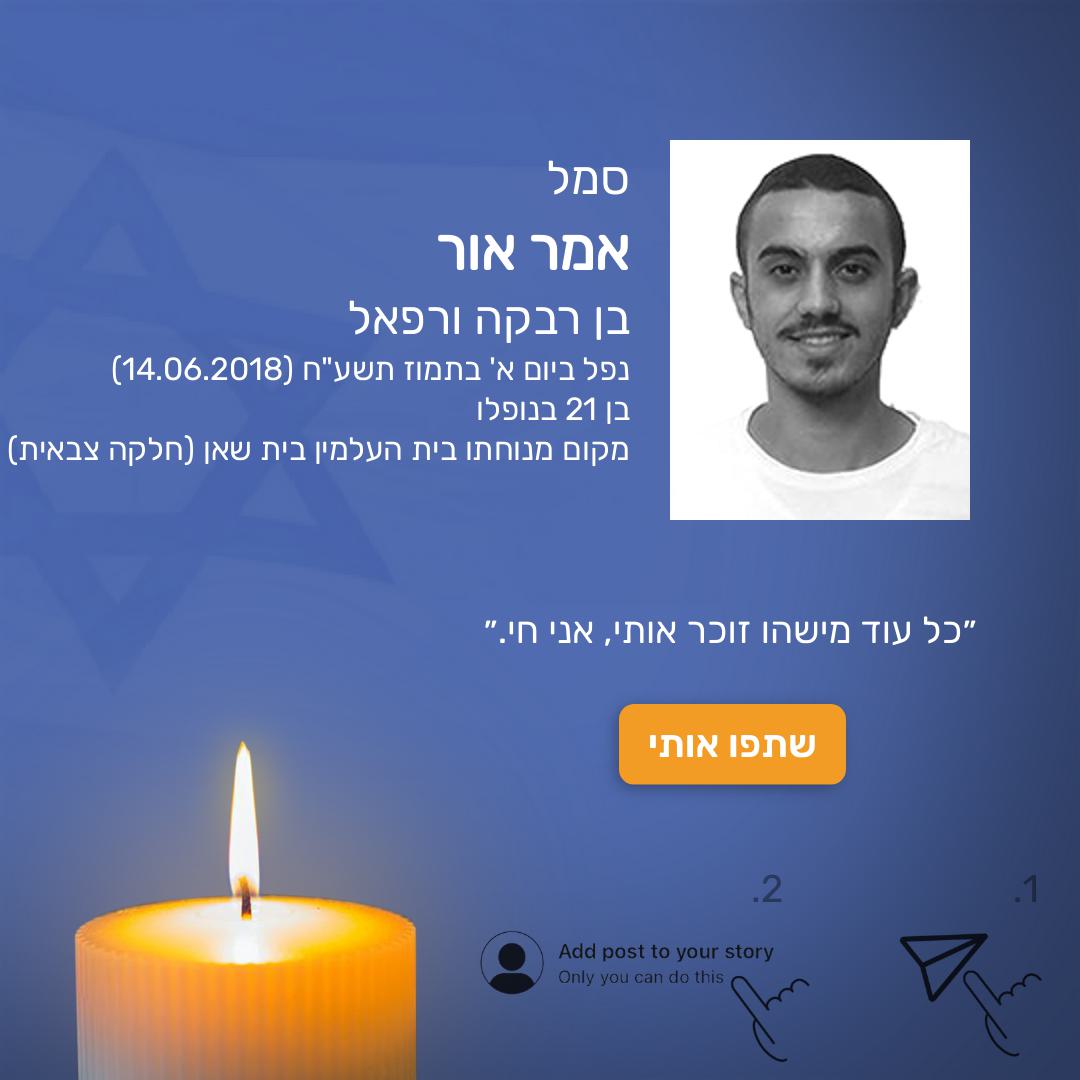 סמל
אמר אור
בן רבקה ורפאל
נפל ביום א' בתמוז תשע"ח (14.06.2018)
בן 21 בנופלו
מקום מנוחתו בית העלמין בית שאן (חלקה צבאית)
״כל עוד מישהו זוכר אותי, אני חי.״
שתפו אותי
.1
.2
Add post to your story
Only you can do this